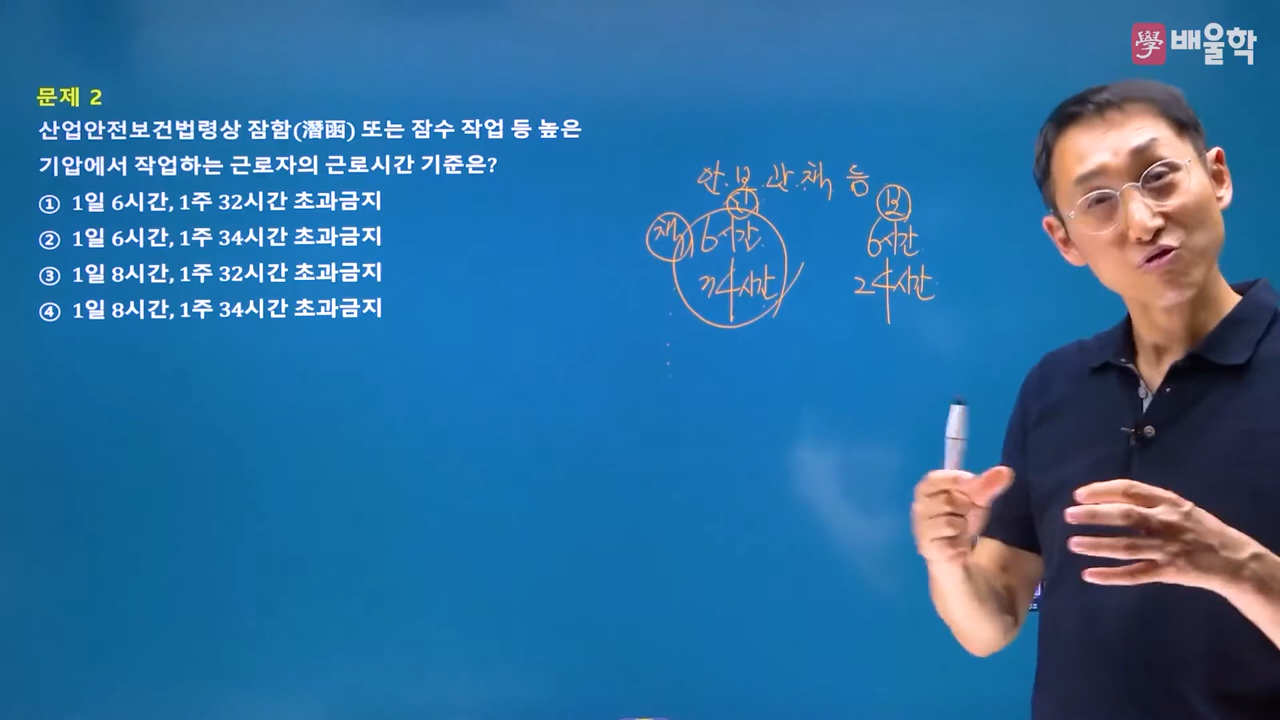 學 배울학
문제 2
산업안전보건법령상 잠함(潛函) 또는 잠수 작업 등 높은
기압에서 작업하는 근로자의 근로시간 기준은?
① 1일 6시간, 1주 32시간 초과금지
② 1일 6시간, 1주 34시간 초과금지
③ 1일 8시간, 1주 32시간 초과금지
④ 1일 8시간, 1주 34시간 초과금지
안.보.관.책 등
신 보
책 6시간 6시간
34시간 24시간